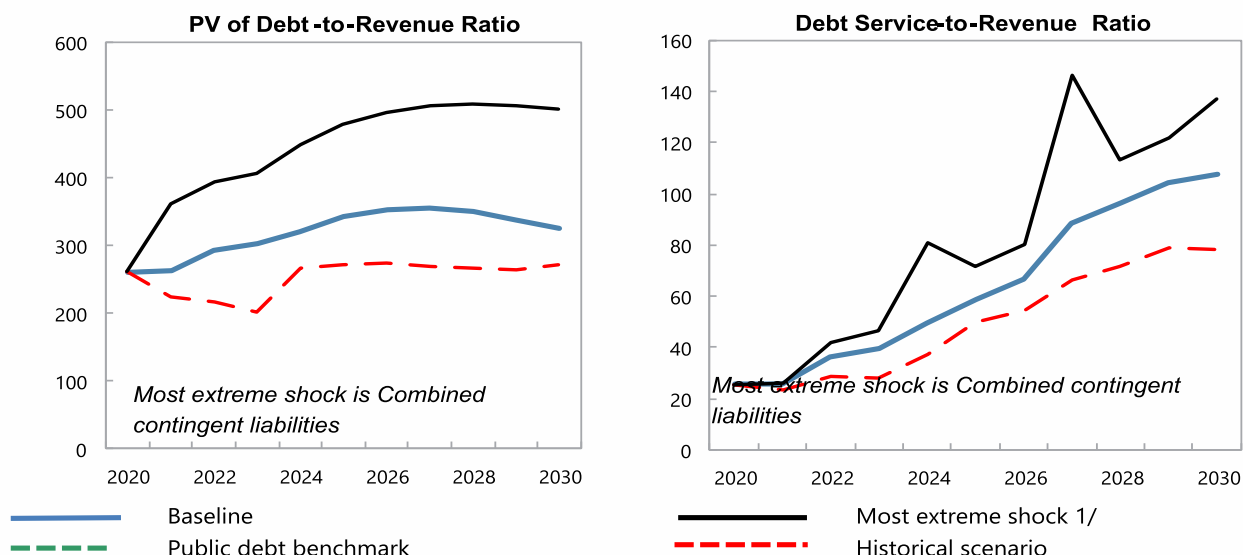 PV of Debt-to-Revenue Ratio
600
500
400
300
200
100
0
Most extreme shock is Combined
contingent liabilities
2020 2022 2024 2026 2028 2030
Debt Service-to-Revenue Ratio
160
140
120
100
80
60
40
20
0
Most extreme shock is Combined contingent
liabilities
2020 2022 2024 2026 2028 2030
Baseline
Public debt benchmark
Most extreme shock 1/
Historical scenario